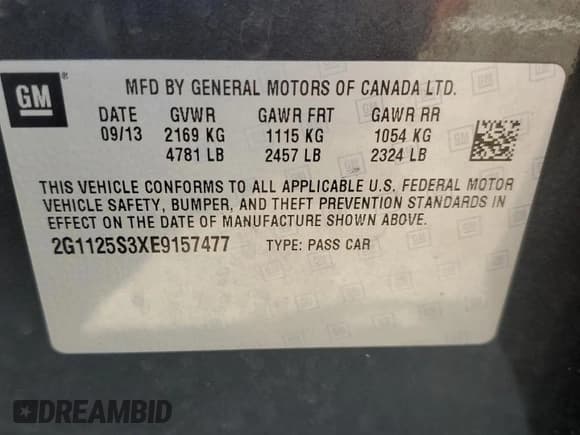 GM ®
MFD BY GENERAL MOTORS OF CANADA LTD.
DATE GVWR GAWR FRT GAWR RR
09/13 2169 KG 1115 KG 1054 KG
4781 LB 2457 LB 2324 LB
THIS VEHICLE CONFORMS TO ALL APPLICABLE U.S. FEDERAL MOTOR
VEHICLE SAFETY, BUMPER, AND THEFT PREVENTION STANDARDS IN
EFFECT ON THE DATE OF MANUFACTURE SHOWN ABOVE.
2G1125S3XE9157477 TYPE: PASS CAR
DREAMBID